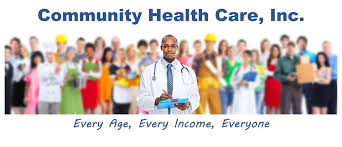 Community Health Care, Inc.
Every Age, Every Income, Everyone